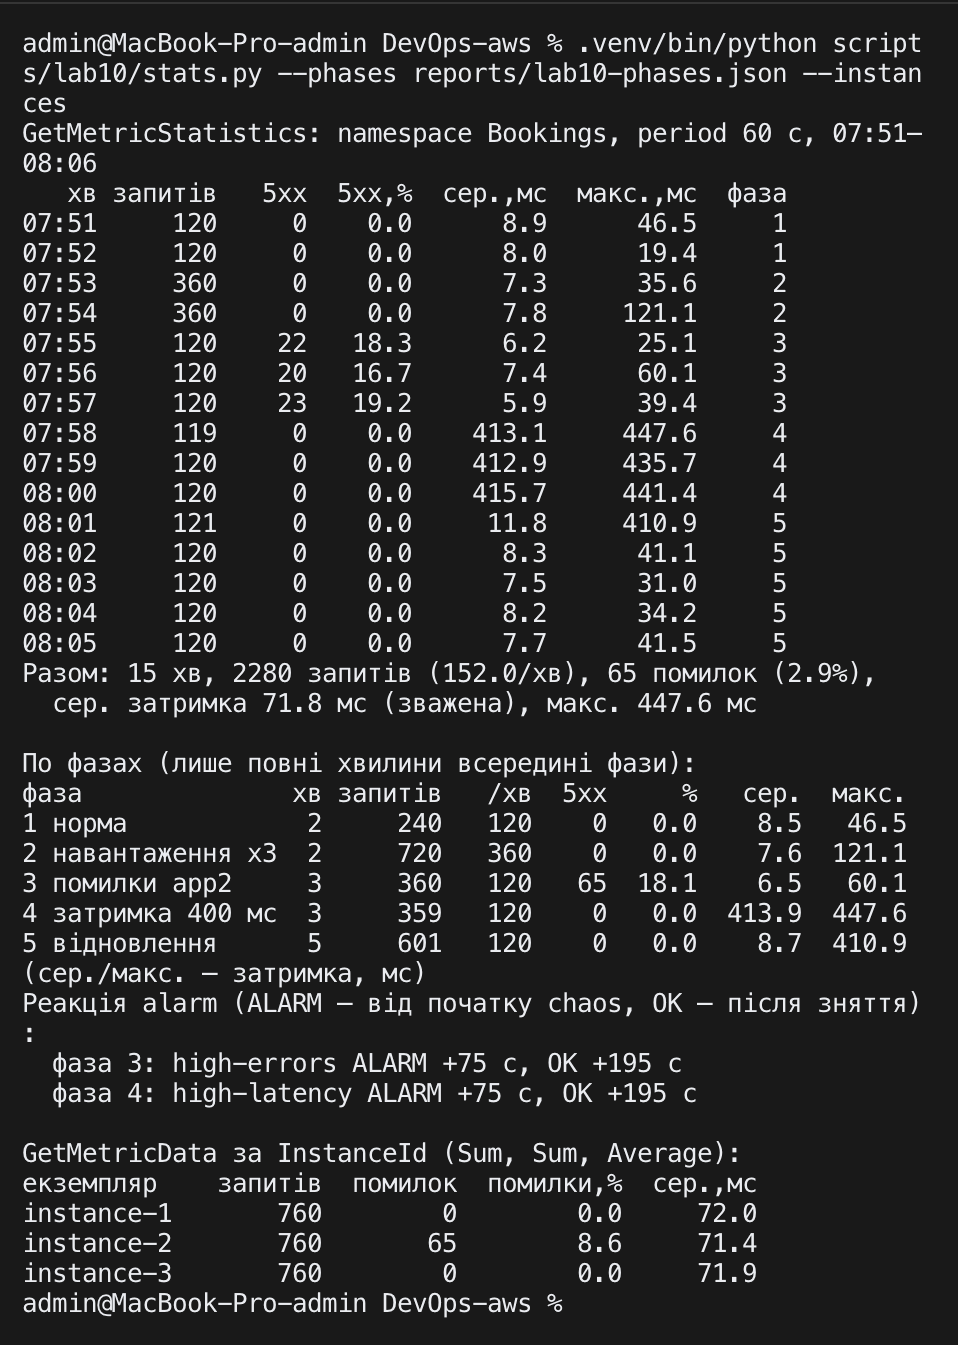 admin@MacBook-Pro-admin DevOps-aws % .venv/bin/python script
s/lab10/stats.py --phases reports/lab10-phases.json --instan
ces
GetMetricStatistics: namespace Bookings, period 60 с, 07:51–
08:06
хв запитів 5xx 5xx,% сер.,мс макс.,мс фаза
07:51 120 0 0.0 8.9 46.5 1
07:52 120 0 0.0 8.0 19.4 1
07:53 360 0 0.0 7.3 35.6 2
07:54 360 0 0.0 7.8 121.1 2
07:55 120 22 18.3 6.2 25.1 3
07:56 120 20 16.7 7.4 60.1 3
07:57 120 23 19.2 5.9 39.4 3
07:58 119 0 0.0 413.1 447.6 4
07:59 120 0 0.0 412.9 435.7 4
08:00 120 0 0.0 415.7 441.4 4
08:01 121 0 0.0 11.8 410.9 5
08:02 120 0 0.0 8.3 41.1 5
08:03 120 0 0.0 7.5 31.0 5
08:04 120 0 0.0 8.2 34.2 5
08:05 120 0 0.0 7.7 41.5 5
Разом: 15 хв, 2280 запитів (152.0/хв), 65 помилок (2.9%),
сер. затримка 71.8 мс (зважена), макс. 447.6 мс
По фазах (лише повні хвилини всередині фази):
фаза хв запитів /хв 5xx % сер. макс.
1 норма 2 240 120 0 0.0 8.5 46.5
2 навантаження x3 2 720 360 0 0.0 7.6 121.1
3 помилки app2 3 360 120 65 18.1 6.5 60.1
4 затримка 400 мс 3 359 120 0 0.0 413.9 447.6
5 відновлення 5 601 120 0 0.0 8.7 410.9
(сер./макс. — затримка, мс)
Реакція alarm (ALARM — від початку chaos, OK — після зняття)
:
фаза 3: high-errors ALARM +75 с, OK +195 с
фаза 4: high-latency ALARM +75 с, OK +195 с
GetMetricData за InstanceId (Sum, Sum, Average):
екземпляр запитів помилок помилки,% сер.,мс
instance-1 760 0 0.0 72.0
instance-2 760 65 8.6 71.4
instance-3 760 0 0.0 71.9
admin@MacBook-Pro-admin DevOps-aws %